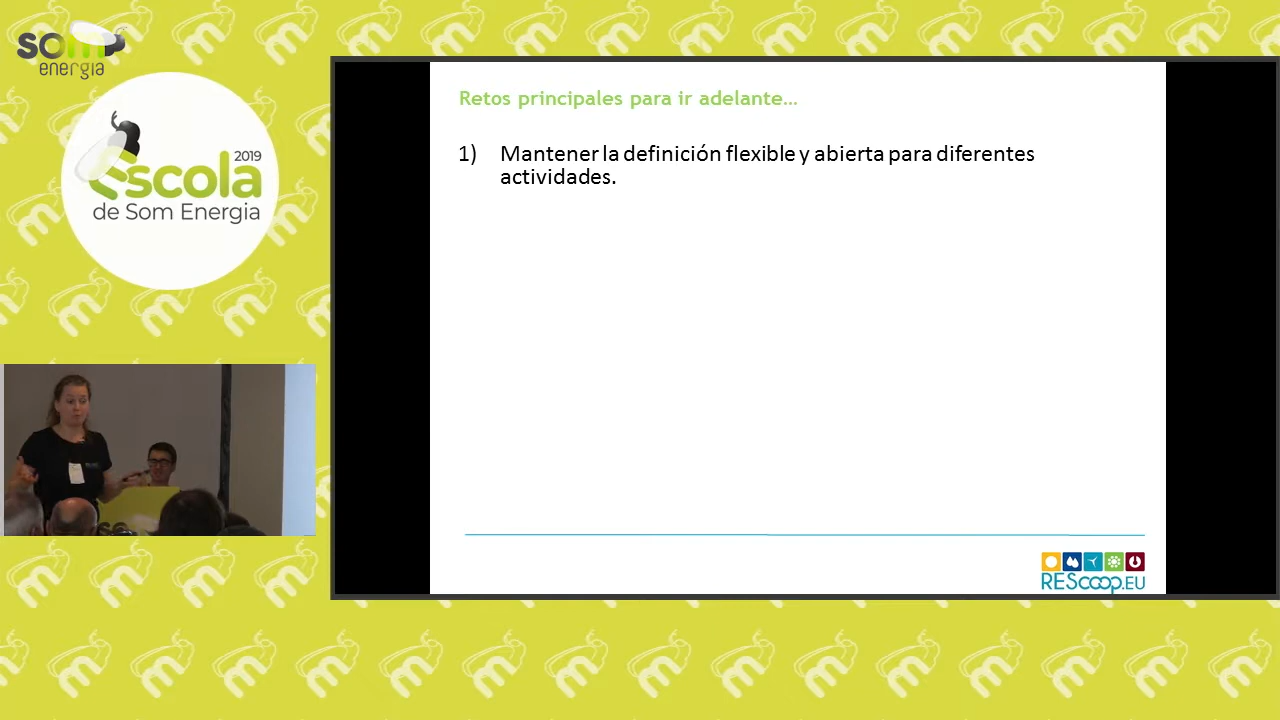 som
energia
2019
Escola
de Som Energia
Retos principales para ir adelante...
1) Mantener la definición flexible y abierta para diferentes
actividades.
REScoop.EU